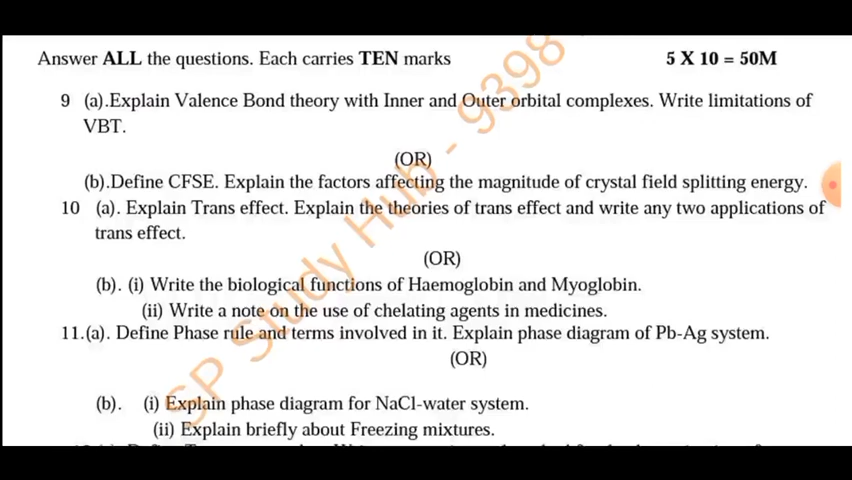 Answer ALL the questions. Each carries TEN marks 5 X 10 = 50M
9 (a).Explain Valence Bond theory with Inner and Outer orbital complexes. Write limitations of
VBT.
(OR)
(b).Define CFSE. Explain the factors affecting the magnitude of crystal field splitting energy.
10 (a). Explain Trans effect. Explain the theories of trans effect and write any two applications of
trans effect.
(OR)
(b). (i) Write the biological functions of Haemoglobin and Myoglobin.
(ii) Write a note on the use of chelating agents in medicines.
11.(a). Define Phase rule and terms involved in it. Explain phase diagram of Pb-Ag system.
(OR)
(b). (i) Explain phase diagram for NaCl-water system.
(ii) Explain briefly about Freezing mixtures.
SP Study Hub - 9398